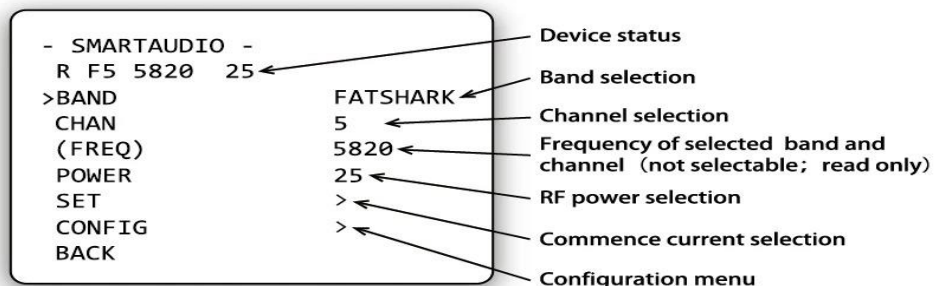 - SMARTAUDIO -
R F5 5820 25
>BAND FATSHARK
CHAN 5
(FREQ) 5820
POWER 25
SET >
CONFIG >
BACK
Device status
Band selection
Channel selection
Frequency of selected band and
channel (not selectable; read only)
RF power selection
Commence current selection
Configuration menu